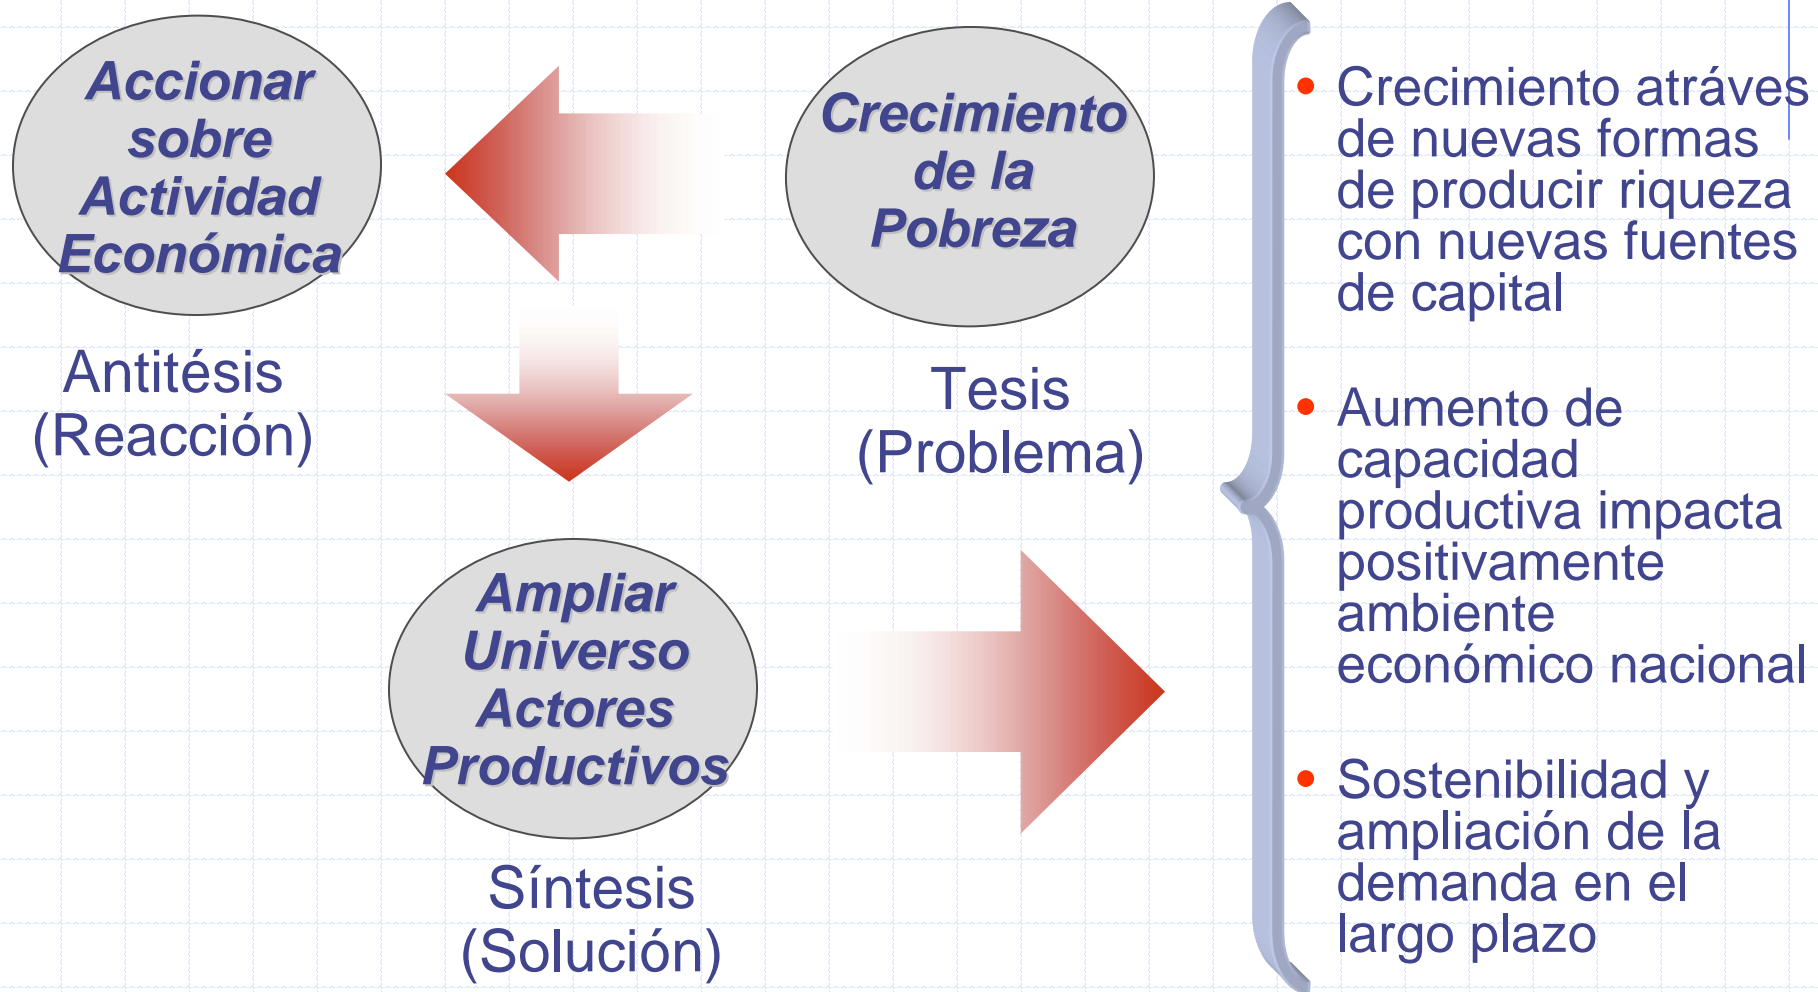 Accionar
sobre
Actividad
Económica
Antitésis
(Reacción)
Crecimiento
de la
Pobreza
Tesis
(Problema)
Ampliar
Universo
Actores
Productivos
Síntesis
(Solución)
• Crecimiento atráves
de nuevas formas
de producir riqueza
con nuevas fuentes
de capital
• Aumento de
capacidad
productiva impacta
positivamente
ambiente
económico nacional
• Sostenibilidad y
ampliación de la
demanda en el
largo plazo